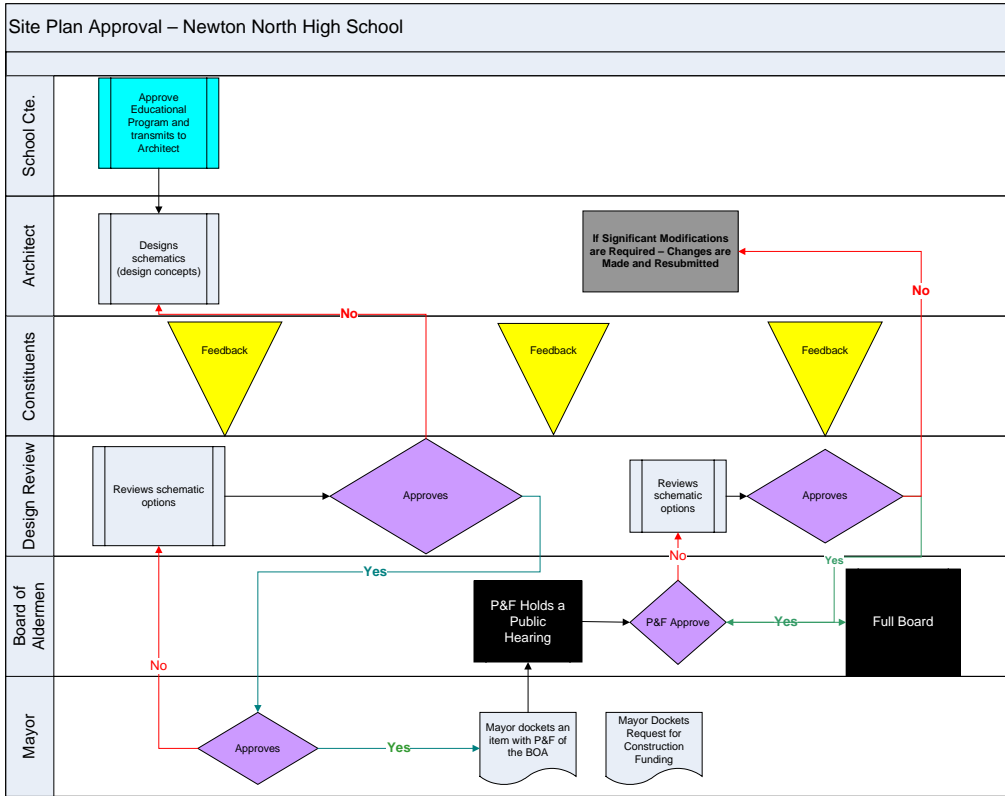 Site Plan Approval – Newton North High School
School Cte.
Approve
Educational
Program and
transmits to
Architect
Architect
Designs
schematics
(design concepts)
If Significant Modifications
are Required – Changes are
Made and Resubmitted
No
No
Constituents
Feedback
Feedback
Feedback
Design Review
Reviews schematic
options
Approves
Reviews
schematic
options
Approves
Board of
Aldermen
Yes
No
Yes
P&F Holds a
Public
Hearing
P&F Approve
Yes
Full Board
No
Mayor
Approves
Yes
Mayor dockets an
item with P&F of
the BOA
Mayor Dockets
Request for
Construction
Funding